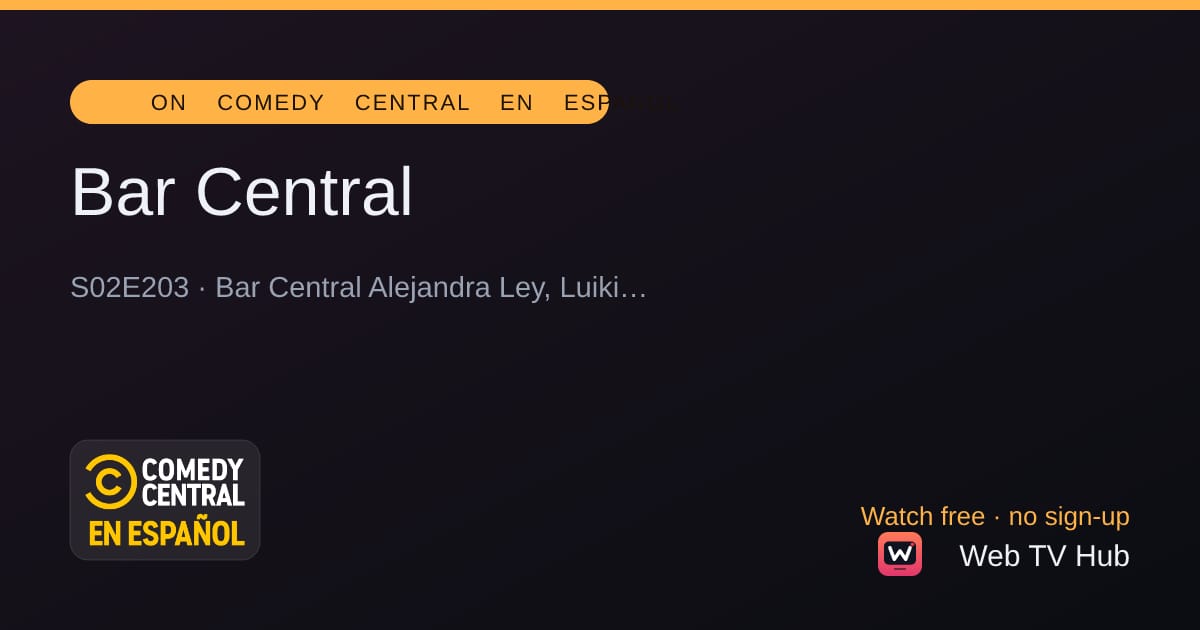 ON COMEDY CENTRAL EN ESPAÑOL
Bar Central
S02E203 · Bar Central Alejandra Ley, Luiki…
COMEDY
CENTRAL
EN ESPAÑOL
Watch free · no sign-up
W
Web TV Hub